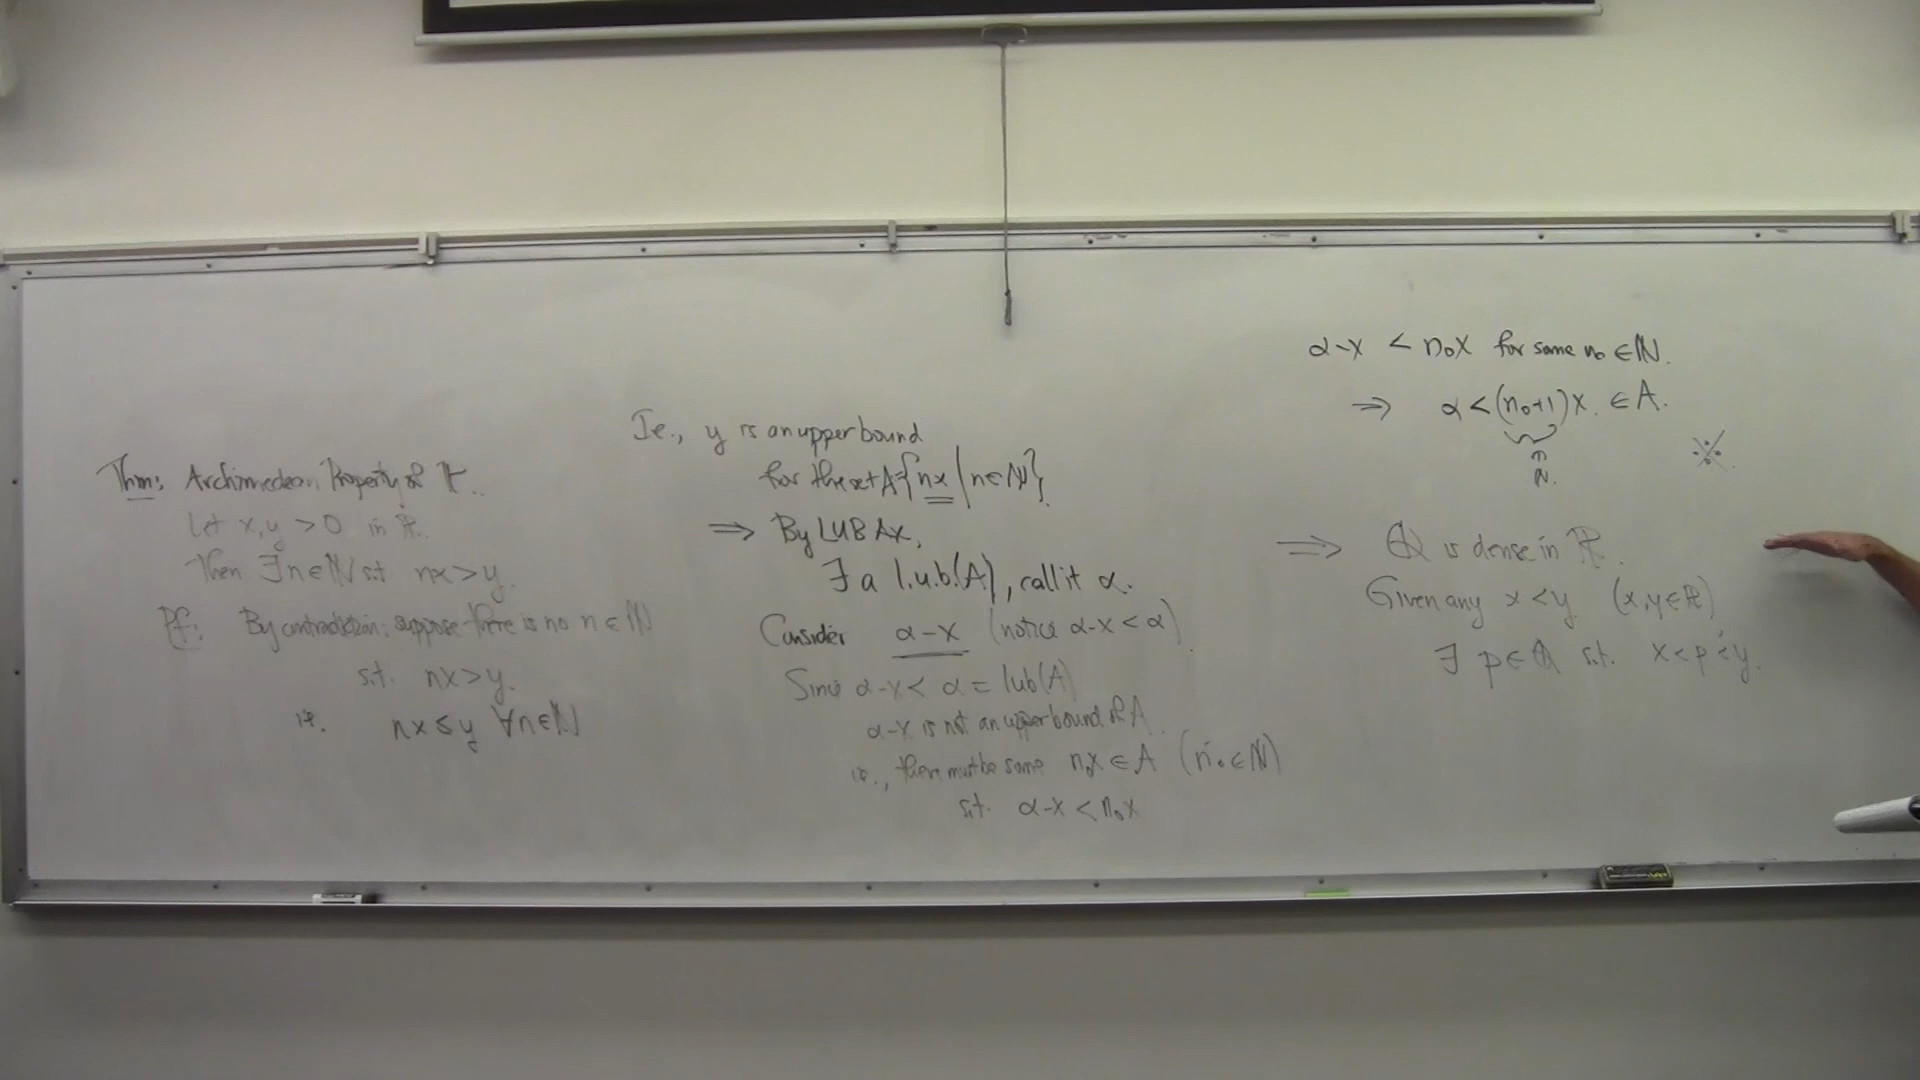 Thm: Archimedean Property of ℝ.
Let x, y > 0 in ℝ.
Then ∃ n ∈ ℕ s.t. nx > y.
Pf: By contradiction; suppose there is no n ∈ ℕ
s.t. nx > y.
ie. nx ≤ y ∀n ∈ ℕ
Ie., y is an upper bound
for the set A = {nx | n ∈ ℕ}
⇒ By LUB Ax,
∃ a l.u.b.(A), call it α.
Consider α-x (notice α-x < α)
Since α-x < α = lub(A)
α-x is not an upper bound of A.
ie., there must be some n₀x ∈ A (n₀ ∈ ℕ)
s.t. α-x < n₀x
α-x < n₀x for some n₀ ∈ ℕ.
⇒ α < (n₀+1)x. ∈ A.
∈
ℕ.
※
⇒ ℚ is dense in ℝ.
Given any x < y (x, y ∈ ℝ)
∃ p ∈ ℚ s.t. x < p < y.